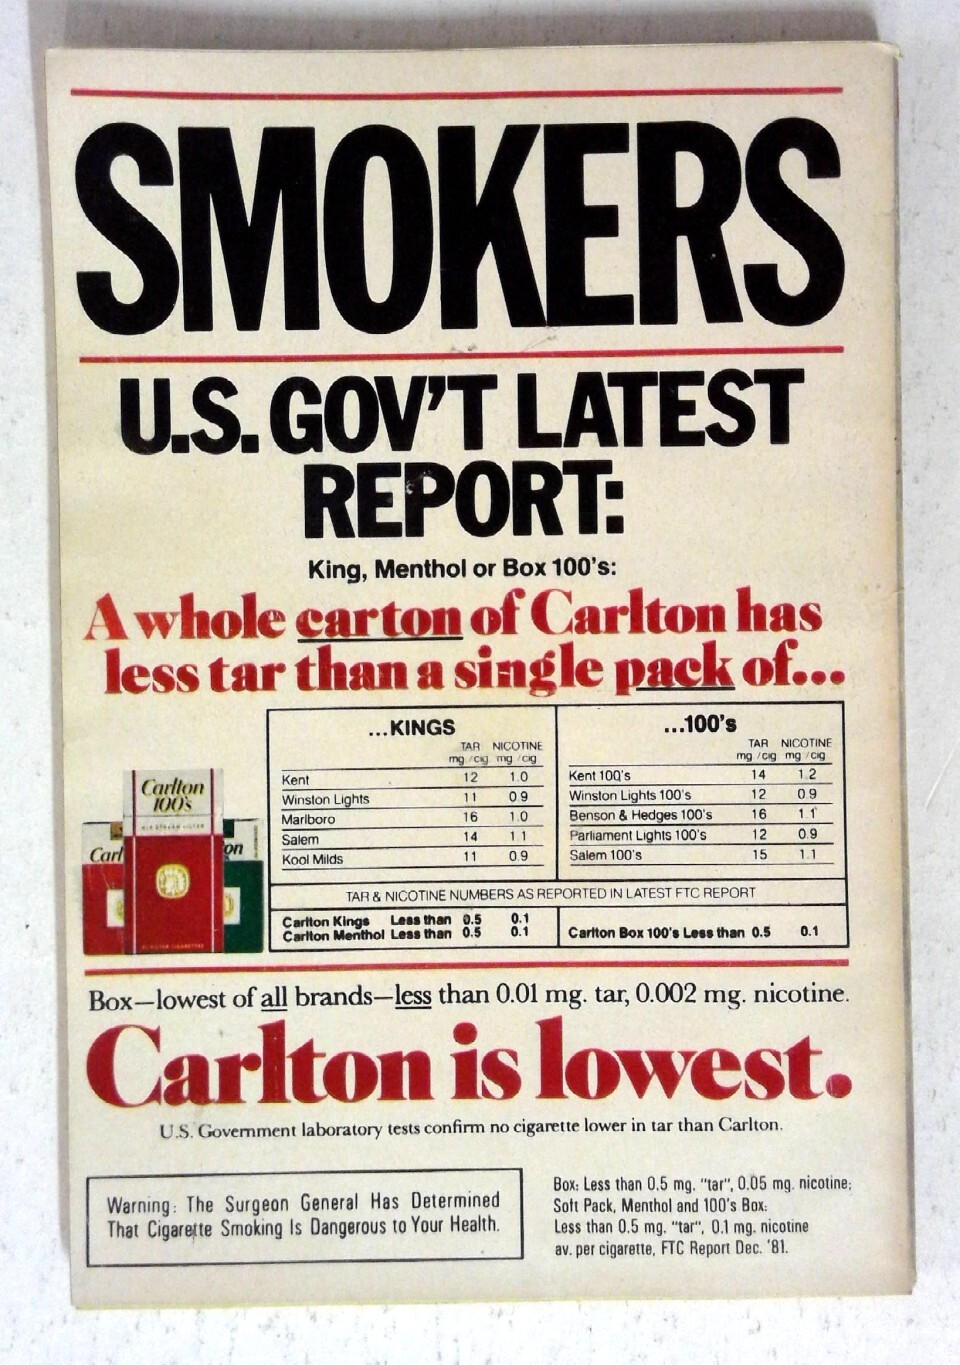 SMOKERS
U.S. GOV'T LATEST
REPORT:
King, Menthol or Box 100's:
A whole carton of Carlton has
less tar than a single pack of...
...KINGS
TAR NICOTINE
mg/cig mg/cig
Kent 12 1.0
Winston Lights 11 0.9
Marlboro 16 1.0
Salem 14 1.1
Kool Milds 11 0.9
...100's
TAR NICOTINE
mg/cig mg/cig
Kent 100's 14 1.2
Winston Lights 100's 12 0.9
Benson & Hedges 100's 16 1.1
Parliament Lights 100's 12 0.9
Salem 100's 15 1.1
TAR & NICOTINE NUMBERS AS REPORTED IN LATEST FTC REPORT
Carlton Kings Less than 0.5 0.1
Carlton Menthol Less than 0.5 0.1
Carlton Box 100's Less than 0.5 0.1
Carlton
100's
Carl
on
Box—lowest of all brands—less than 0.01 mg. tar, 0.002 mg. nicotine.
Carlton is lowest.
U.S. Government laboratory tests confirm no cigarette lower in tar than Carlton.
Warning: The Surgeon General Has Determined
That Cigarette Smoking Is Dangerous to Your Health.
Box: Less than 0.5 mg. "tar", 0.05 mg. nicotine;
Soft Pack, Menthol and 100's Box:
Less than 0.5 mg. "tar", 0.1 mg. nicotine
av. per cigarette, FTC Report Dec. '81.